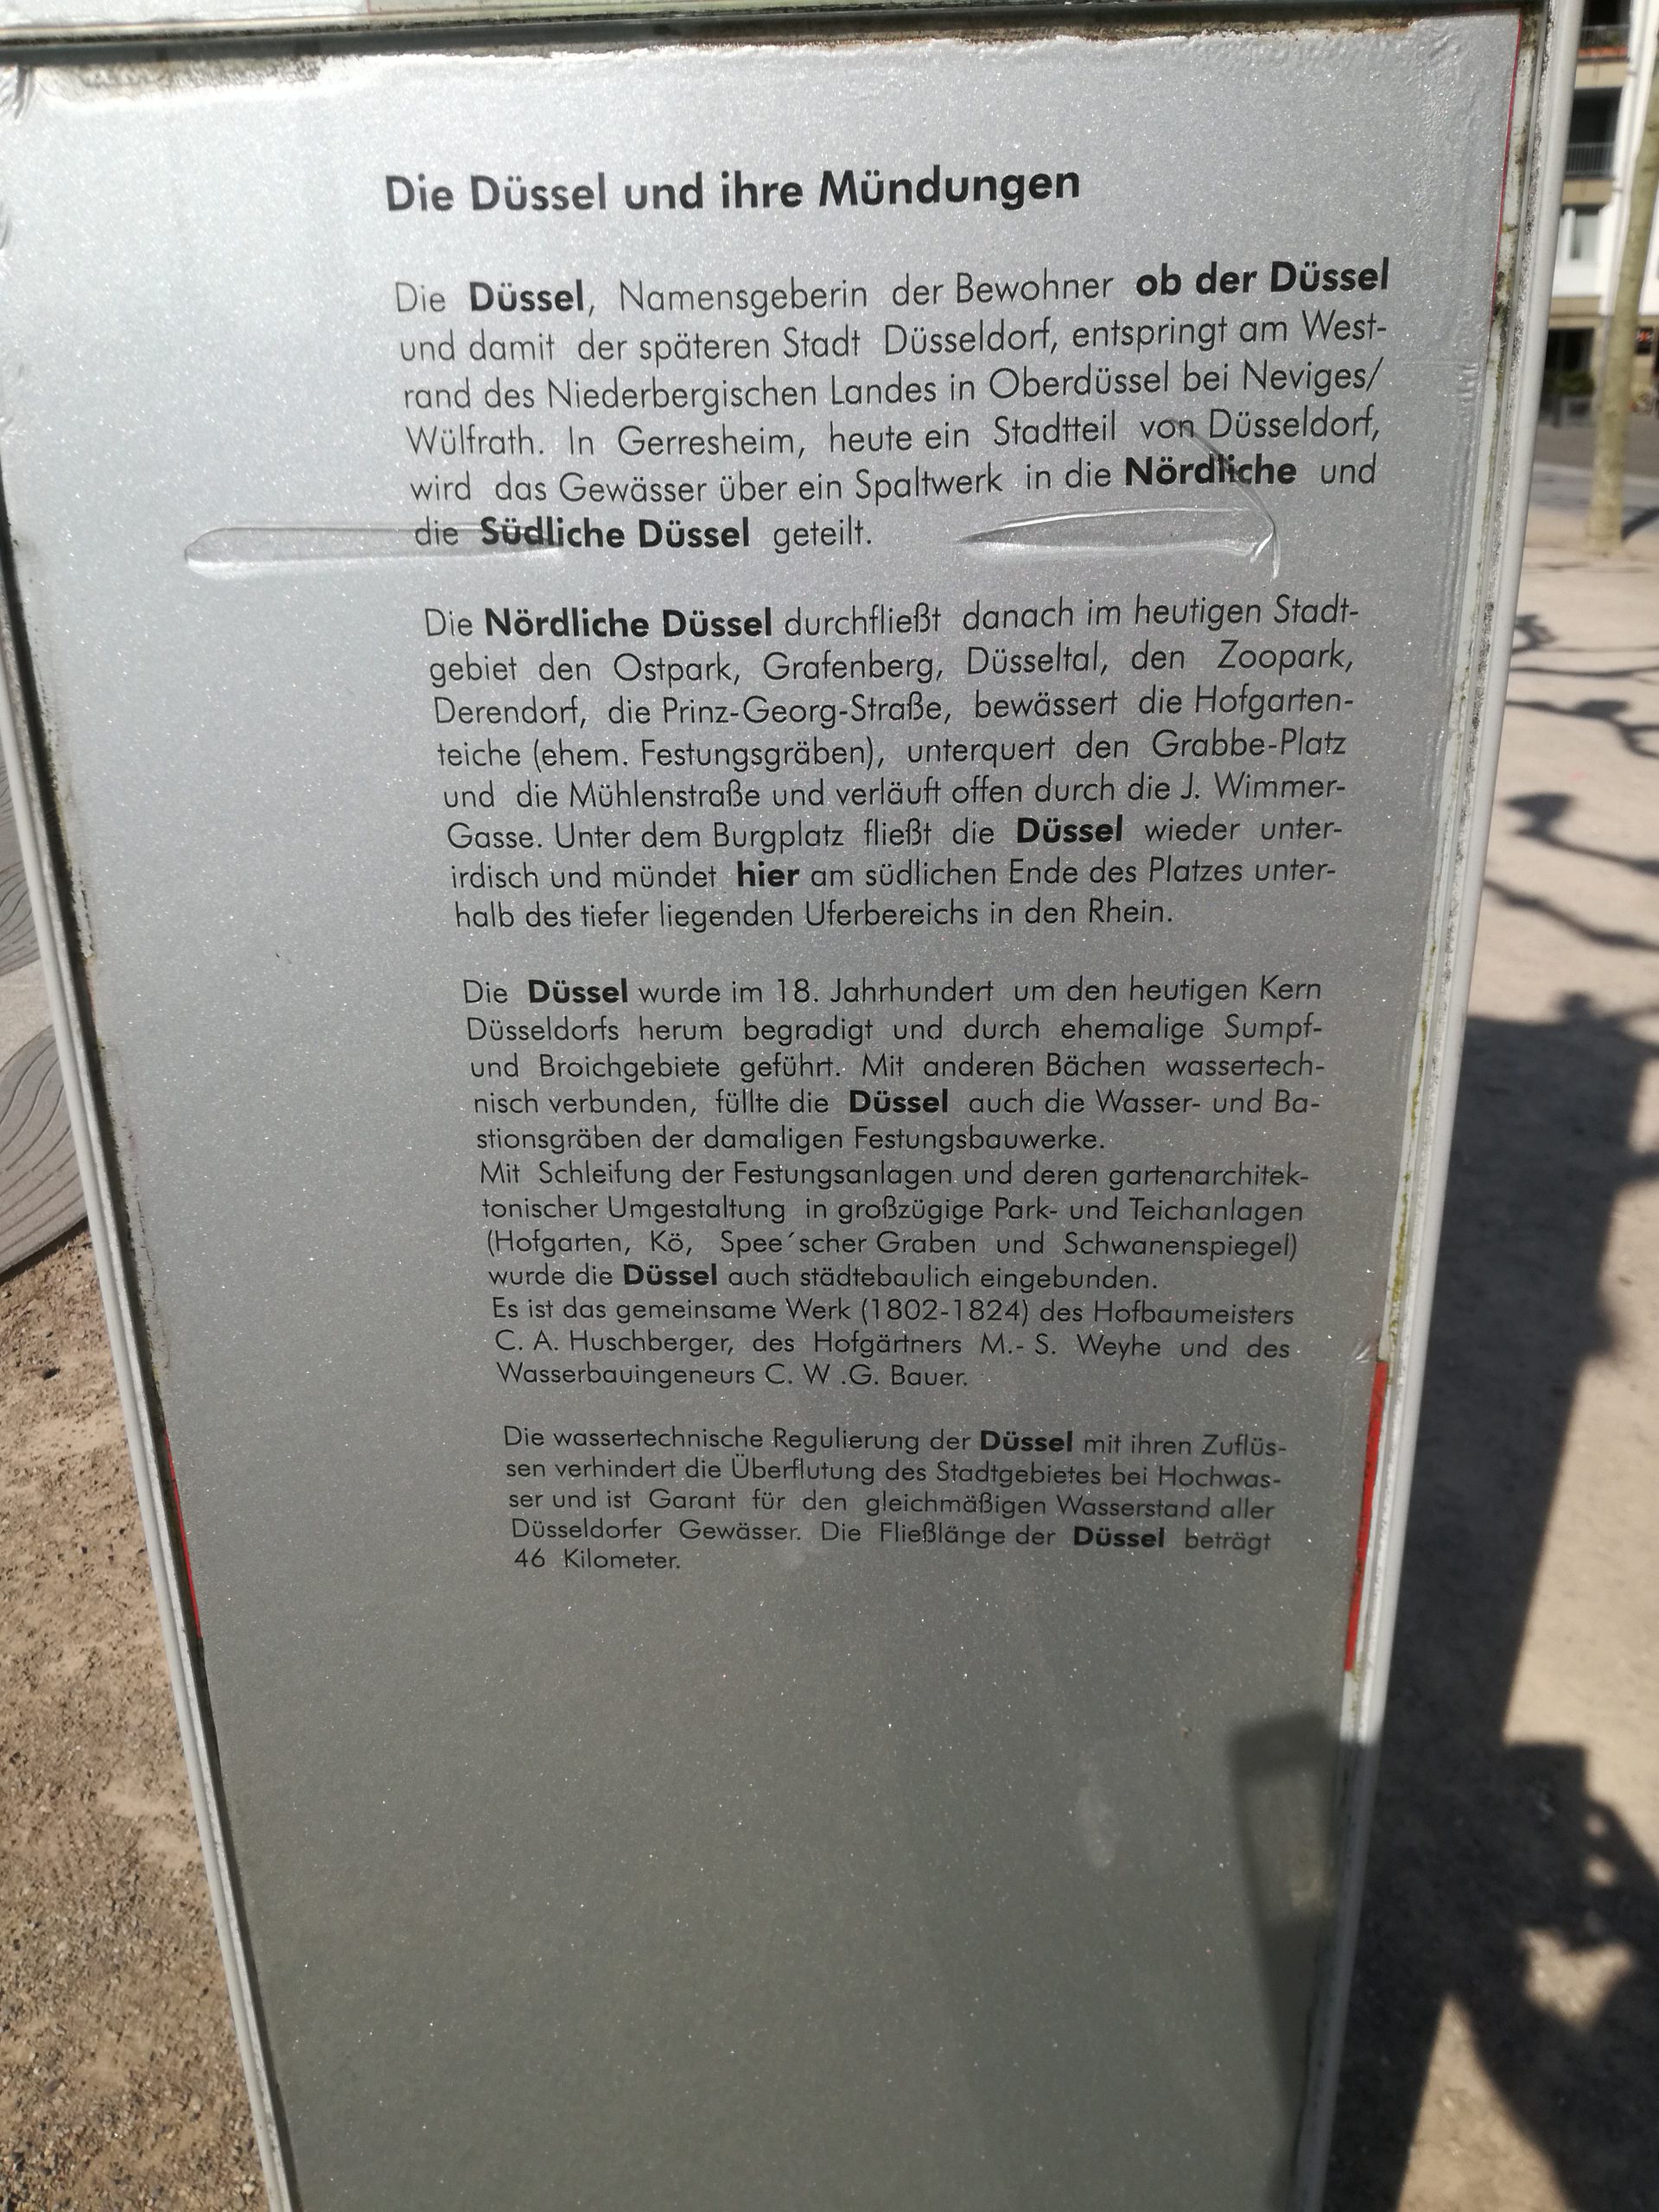 Die Düssel und ihre Mündungen
Die Düssel, Namensgeberin der Bewohner ob der Düssel
und damit der späteren Stadt Düsseldorf, entspringt am West-
rand des Niederbergischen Landes in Oberdüssel bei Neviges/
Wülfrath. In Gerresheim, heute ein Stadtteil von Düsseldorf,
wird das Gewässer über ein Spaltwerk in die Nördliche und
die Südliche Düssel geteilt.
Die Nördliche Düssel durchfließt danach im heutigen Stadt-
gebiet den Ostpark, Grafenberg, Düsseltal, den Zoopark,
Derendorf, die Prinz-Georg-Straße, bewässert die Hofgarten-
teiche (ehem. Festungsgräben), unterquert den Grabbe-Platz
und die Mühlenstraße und verläuft offen durch die J. Wimmer-
Gasse. Unter dem Burgplatz fließt die Düssel wieder unter-
irdisch und mündet hier am südlichen Ende des Platzes unter-
halb des tiefer liegenden Uferbereichs in den Rhein.
Die Düssel wurde im 18. Jahrhundert um den heutigen Kern
Düsseldorfs herum begradigt und durch ehemalige Sumpf-
und Broichgebiete geführt. Mit anderen Bächen wassertech-
nisch verbunden, füllte die Düssel auch die Wasser- und Ba-
stionsgräben der damaligen Festungsbauwerke.
Mit Schleifung der Festungsanlagen und deren gartenarchitek-
tonischer Umgestaltung in großzügige Park- und Teichanlagen
(Hofgarten, Kö, Spee´scher Graben und Schwanenspiegel)
wurde die Düssel auch städtebaulich eingebunden.
Es ist das gemeinsame Werk (1802-1824) des Hofbaumeisters
C. A. Huschberger, des Hofgärtners M.- S. Weyhe und des
Wasserbauingeneurs C. W .G. Bauer.
Die wassertechnische Regulierung der Düssel mit ihren Zuflüs-
sen verhindert die Überflutung des Stadtgebietes bei Hochwas-
ser und ist Garant für den gleichmäßigen Wasserstand aller
Düsseldorfer Gewässer. Die Fließlänge der Düssel beträgt
46 Kilometer.